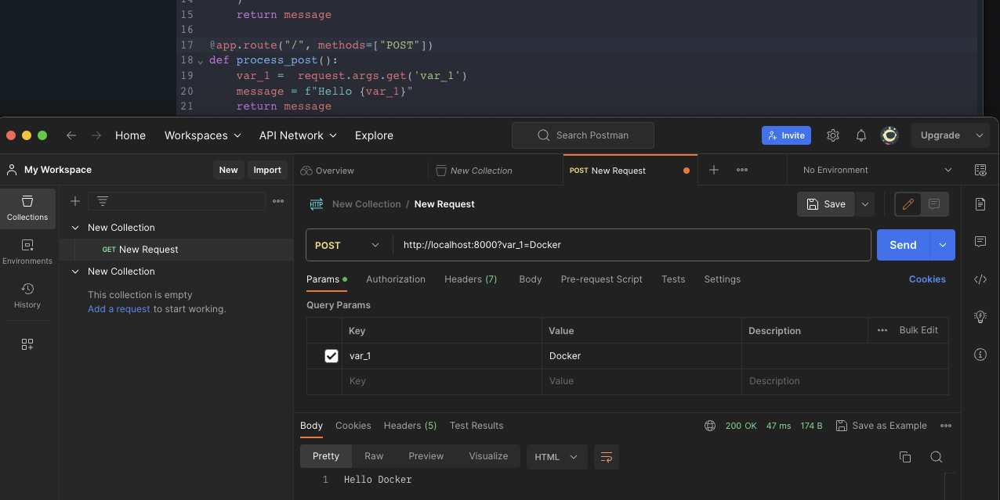 14 )
15 return message
16
17 @app.route("/", methods=["POST"])
18 def process_post():
19 var_1 =  request.args.get('var_1')
20 message = f"Hello {var_1}"
21 return message
Home Workspaces API Network Explore Search Postman Invite Upgrade
My Workspace New Import Overview New Collection POST New Request No Environment
Collections
Environments
History
New Collection
GET New Request
New Collection
This collection is empty
Add a request to start working.
HTTP New Collection / New Request Save
POST http://localhost:8000?var_1=Docker Send
Params Authorization Headers (7) Body Pre-request Script Tests Settings Cookies
Query Params
Key Value Description Bulk Edit
var_1 Docker
Key Value Description
Body Cookies Headers (5) Test Results 200 OK 47 ms 174 B Save as Example
Pretty Raw Preview Visualize HTML
1 Hello Docker